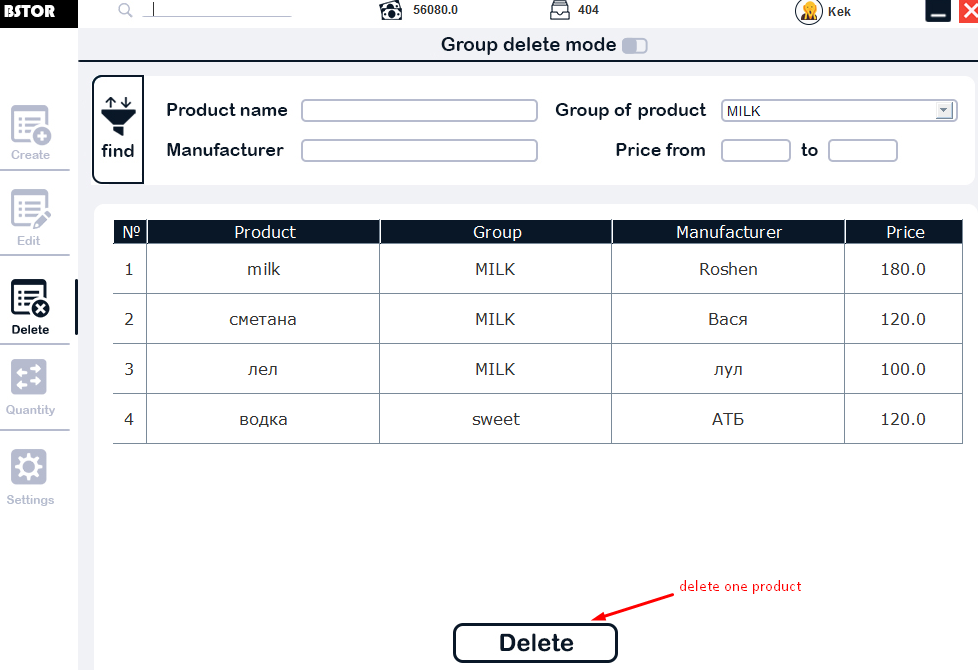 BSTOR
56080.0
404
Kek
Group delete mode
find
Product name
Group of product MILK
Manufacturer
Price from to
Create
Edit
Delete
Quantity
Settings
№ Product Group Manufacturer Price
1 milk MILK Roshen 180.0
2 сметана MILK Вася 120.0
3 лел MILK лул 100.0
4 водка sweet АТБ 120.0
delete one product
Delete